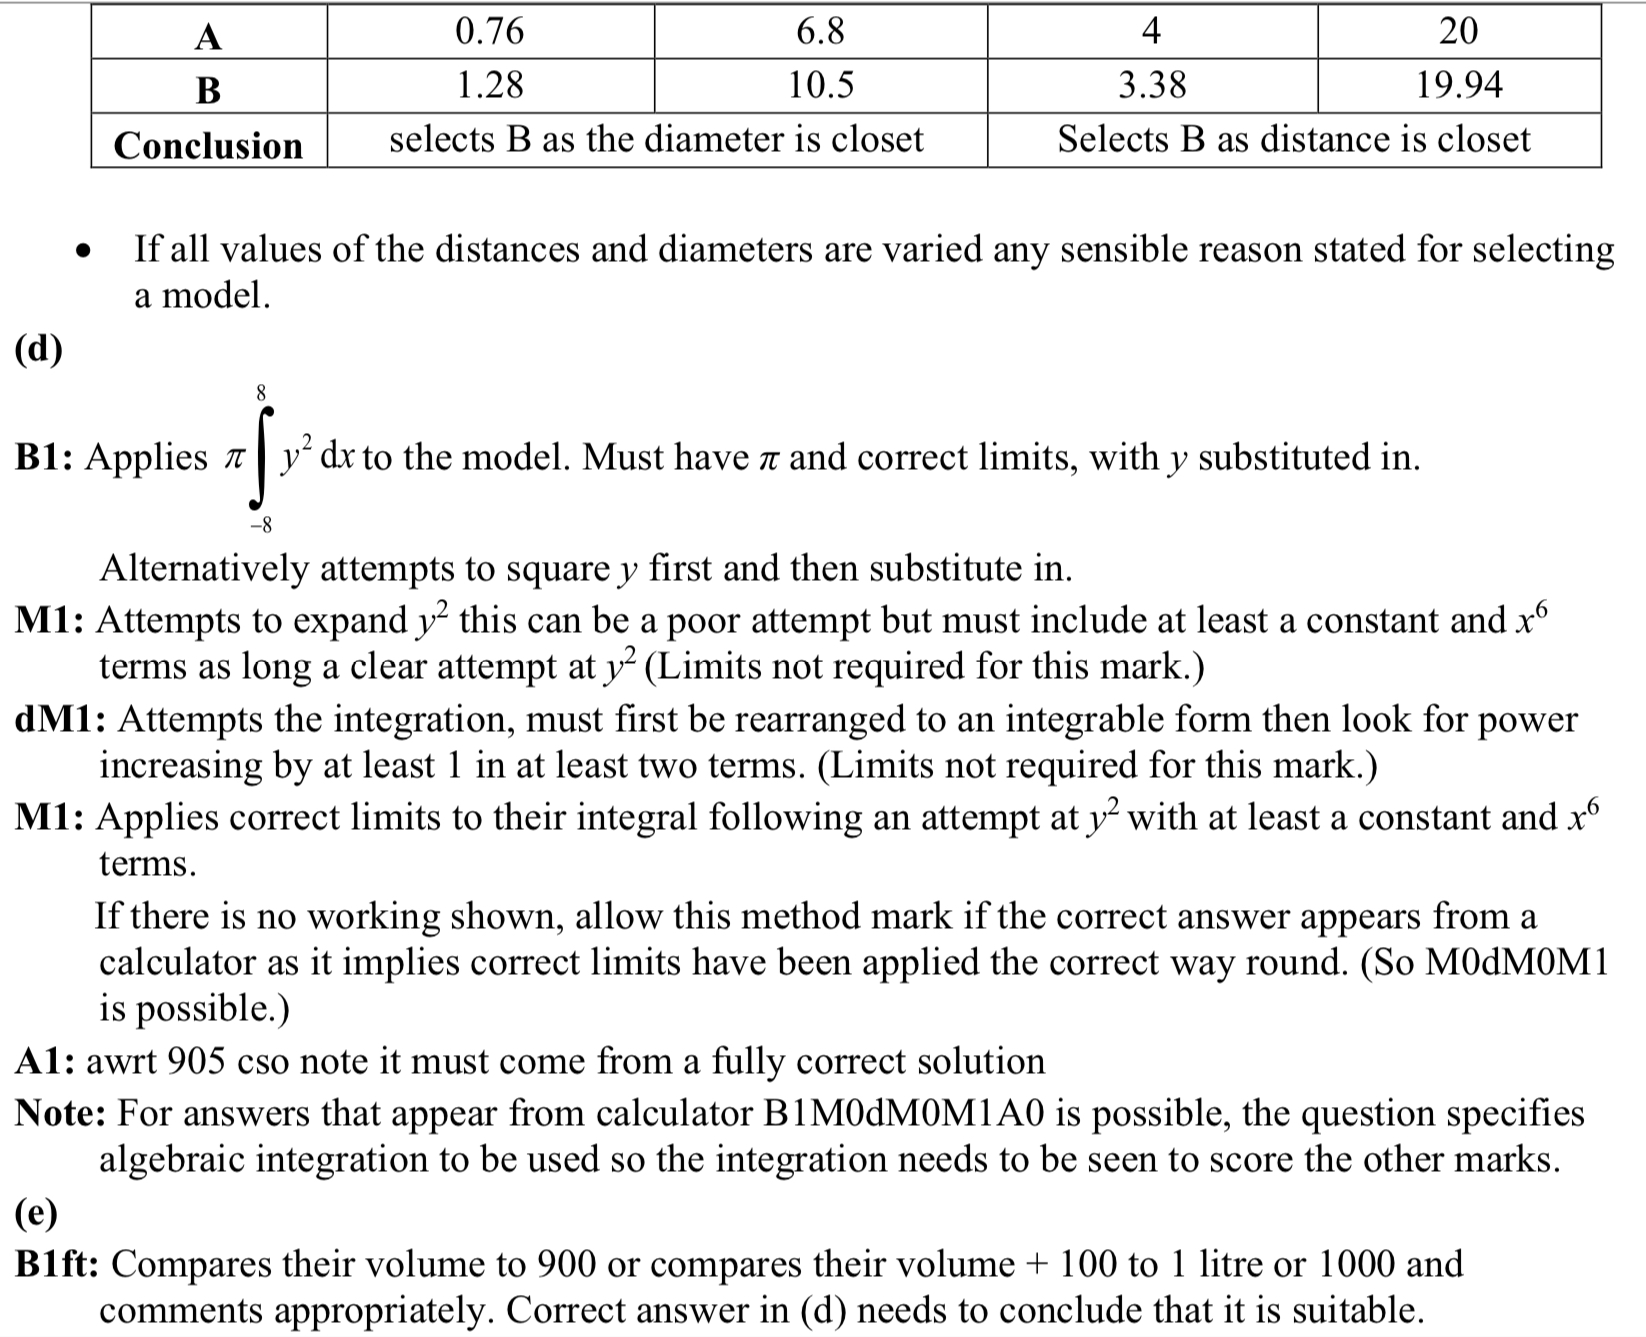 A 0.76 6.8 4 20
B 1.28 10.5 3.38 19.94
Conclusion selects B as the diameter is closet Selects B as distance is closet
• If all values of the distances and diameters are varied any sensible reason stated for selecting
a model.
(d)
8
B1: Applies π∫ y² dx to the model. Must have π and correct limits, with y substituted in.
−8
Alternatively attempts to square y first and then substitute in.
M1: Attempts to expand y² this can be a poor attempt but must include at least a constant and x⁶
terms as long a clear attempt at y² (Limits not required for this mark.)
dM1: Attempts the integration, must first be rearranged to an integrable form then look for power
increasing by at least 1 in at least two terms. (Limits not required for this mark.)
M1: Applies correct limits to their integral following an attempt at y² with at least a constant and x⁶
terms.
If there is no working shown, allow this method mark if the correct answer appears from a
calculator as it implies correct limits have been applied the correct way round. (So M0dM0M1
is possible.)
A1: awrt 905 cso note it must come from a fully correct solution
Note: For answers that appear from calculator B1M0dM0M1A0 is possible, the question specifies
algebraic integration to be used so the integration needs to be seen to score the other marks.
(e)
B1ft: Compares their volume to 900 or compares their volume + 100 to 1 litre or 1000 and
comments appropriately. Correct answer in (d) needs to conclude that it is suitable.